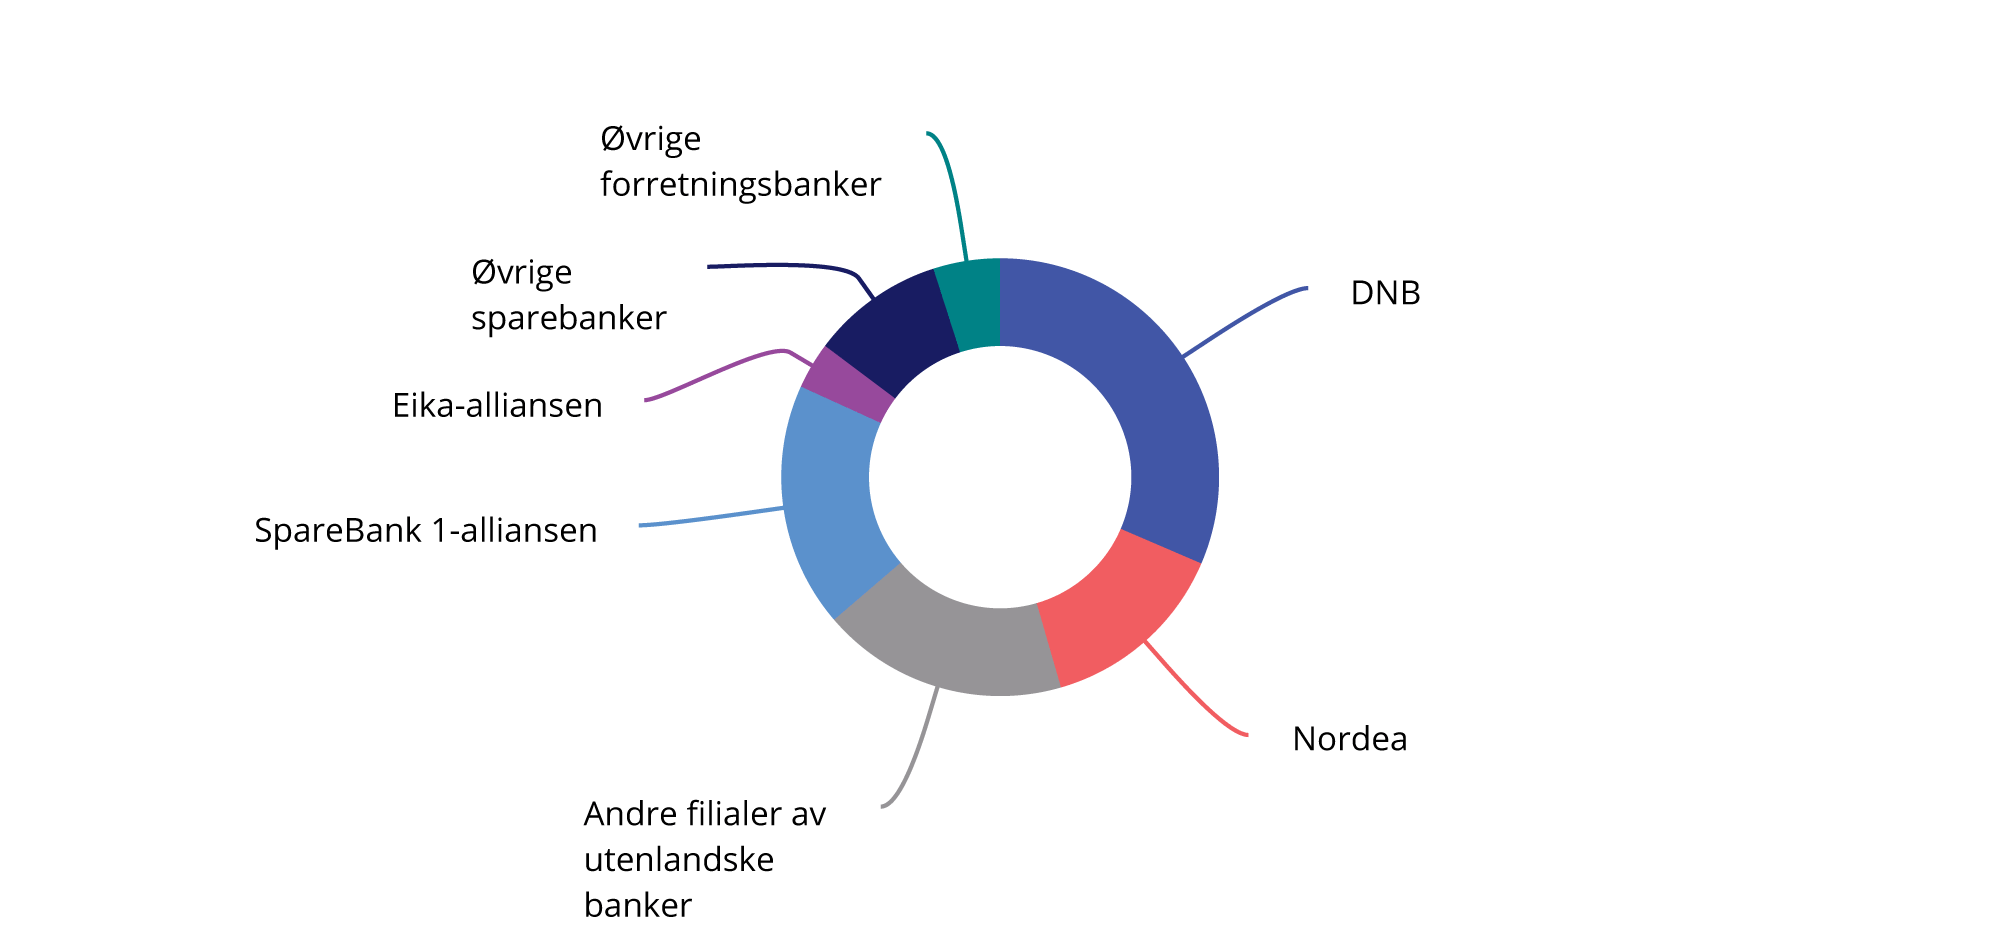 Øvrige
forretningsbanker
Øvrige
sparebanker
DNB
Eika-alliansen
SpareBank 1-alliansen
Nordea
Andre filialer av
utenlandske
banker